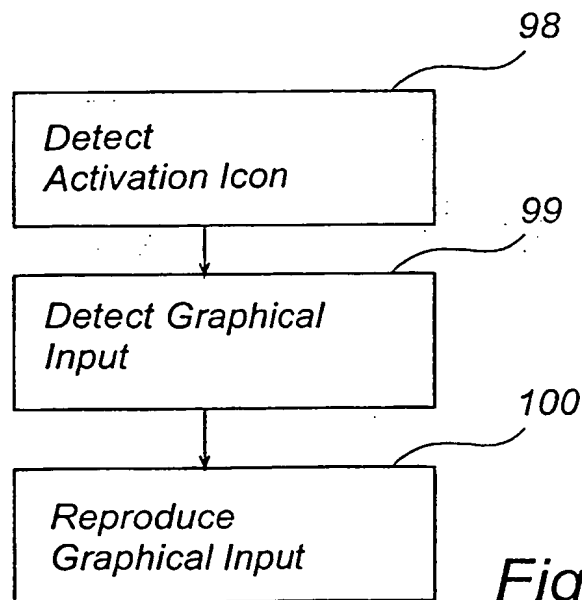 98
Detect
Activation Icon
99
Detect Graphical
Input
100
Reproduce
Graphical Input
Fig